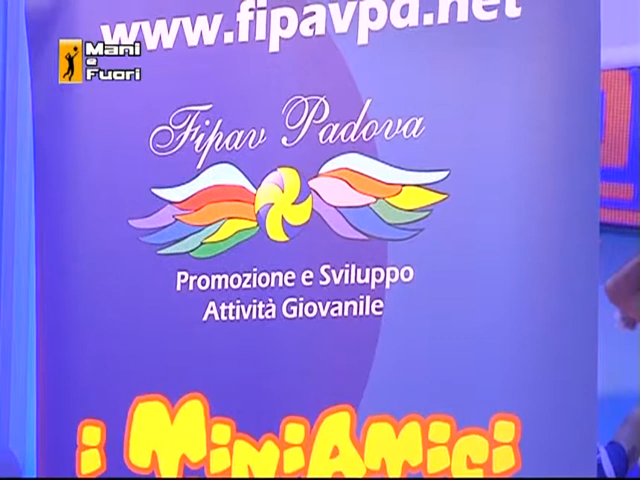 www.fipavpd.net
Mani
e
Fuori
Fipav Padova
Promozione e Sviluppo
Attività Giovanile
i MiniAmici